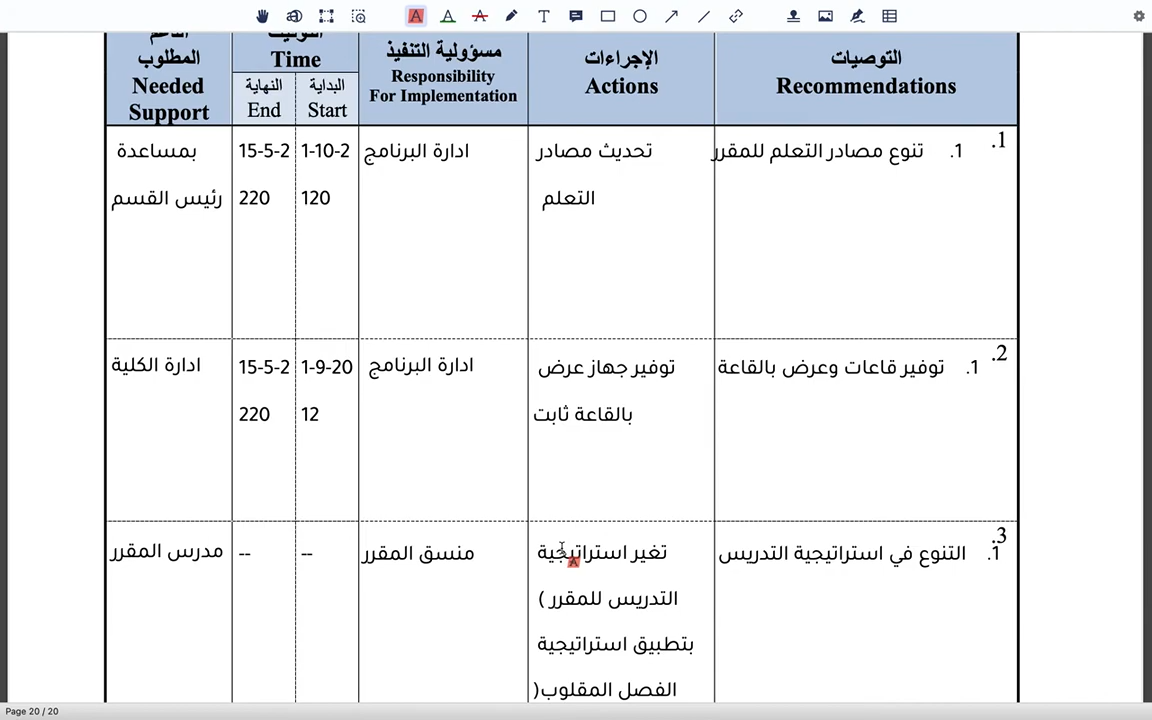 التوصيات
Recommendations
الإجراءات
Actions
مسؤولية التنفيذ
Responsibility
For Implementation
Time
البداية
Start
النهاية
End
المطلوب
Needed
Support
1.
1. تنوع مصادر التعلم للمقرر
تحديث مصادر
التعلم
ادارة البرنامج
1-10-2
120
15-5-2
220
بمساعدة
رئيس القسم
2.
1. توفير قاعات وعرض بالقاعة
توفير جهاز عرض
بالقاعة ثابت
ادارة البرنامج
1-9-20
12
15-5-2
220
ادارة الكلية
3.
1. التنوع في استراتيجية التدريس
تغير استراتيجية
التدريس للمقرر )
بتطبيق استراتيجية
الفصل المقلوب(
منسق المقرر
--
--
مدرس المقرر
Page 20 / 20